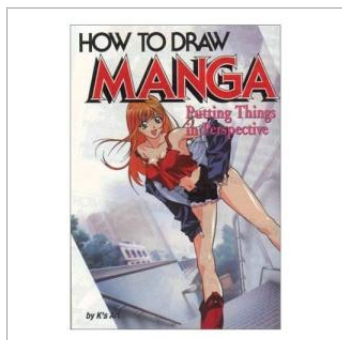 HOW TO DRAW
MANGA
Putting Things
in Perspective
by K's Art